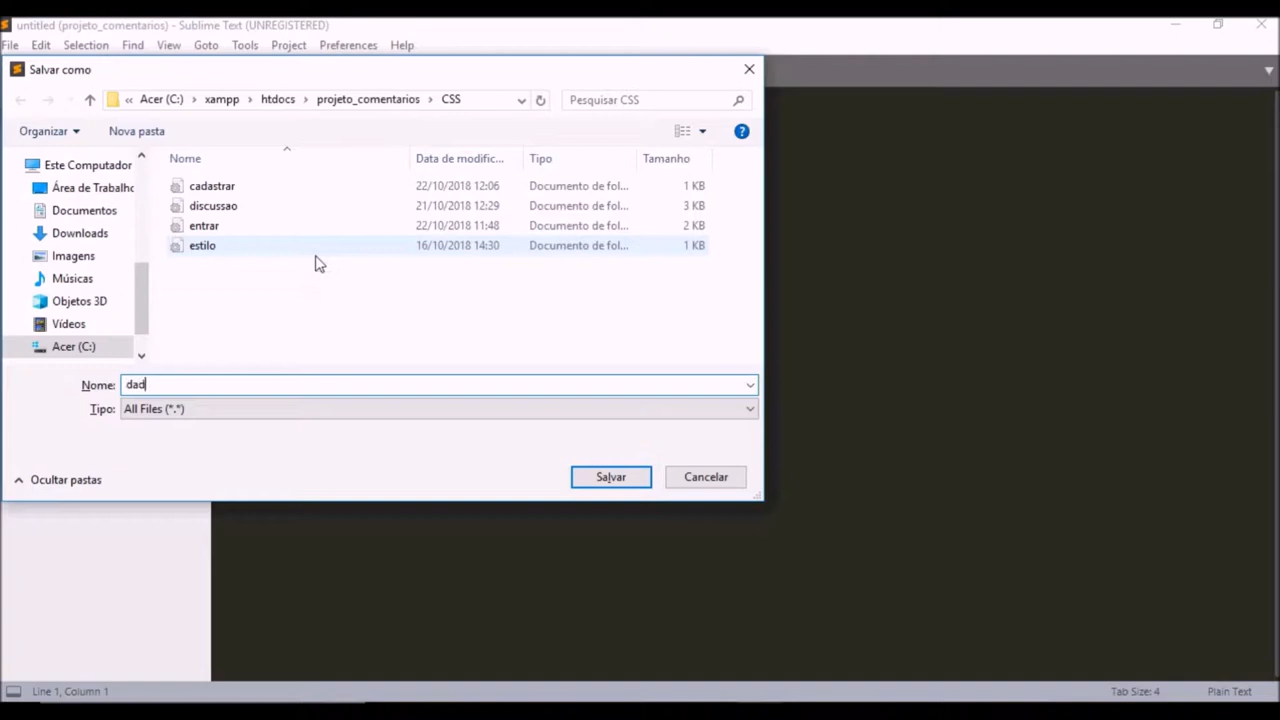 untitled (projeto_comentarios) - Sublime Text (UNREGISTERED)
File Edit Selection Find View Goto Tools Project Preferences Help
Salvar como
« Acer (C:) › xampp › htdocs › projeto_comentarios › CSS
Pesquisar CSS
Organizar Nova pasta
Nome Data de modific... Tipo Tamanho
cadastrar 22/10/2018 12:06 Documento de fol... 1 KB
discussao 21/10/2018 12:29 Documento de fol... 3 KB
entrar 22/10/2018 11:48 Documento de fol... 2 KB
estilo 16/10/2018 14:30 Documento de fol... 1 KB
Este Computador
Área de Trabalho
Documentos
Downloads
Imagens
Músicas
Objetos 3D
Vídeos
Acer (C:)
Nome: dad
Tipo: All Files (*.*)
Ocultar pastas
Salvar Cancelar
Line 1, Column 1
Tab Size: 4 Plain Text